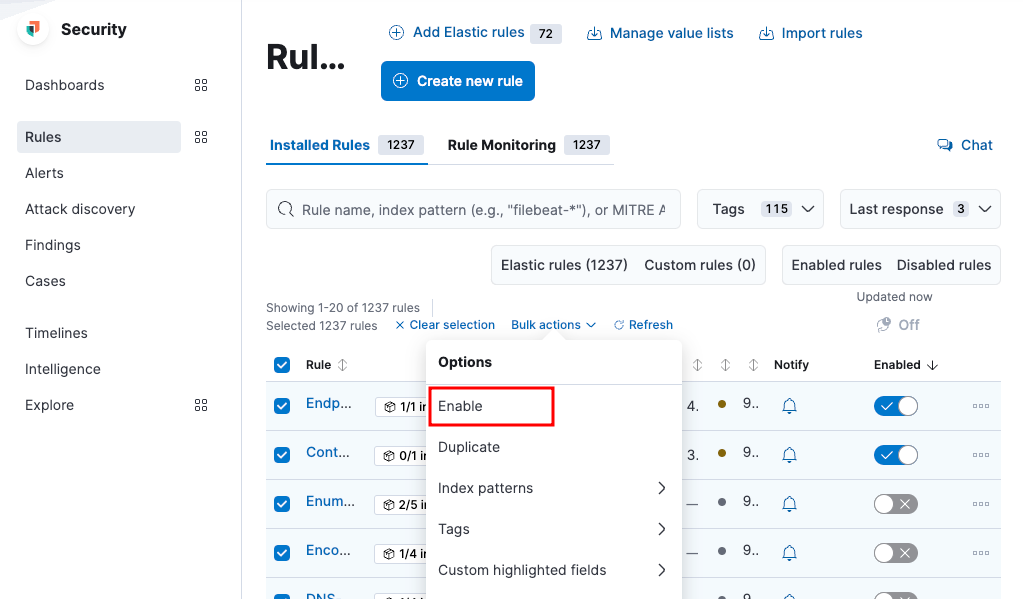 Security
Dashboards
Rules
Alerts
Attack discovery
Findings
Cases
Timelines
Intelligence
Explore
Rul...
Add Elastic rules 72
Manage value lists
Import rules
Create new rule
Installed Rules 1237
Rule Monitoring 1237
Chat
Rule name, index pattern (e.g., "filebeat-*"), or MITRE A
Tags 115
Last response 3
Elastic rules (1237) Custom rules (0)
Enabled rules Disabled rules
Updated now
Showing 1-20 of 1237 rules
Selected 1237 rules
Clear selection
Bulk actions
Refresh
Off
Options
Enable
Duplicate
Index patterns
Tags
Custom highlighted fields
Rule
Notify
Enabled
Endp... 1/1 in 4. 9..
Cont... 0/1 in 3. 9..
Enum... 2/5 in — 9..
Enco... 1/4 in — 9..
DNS-